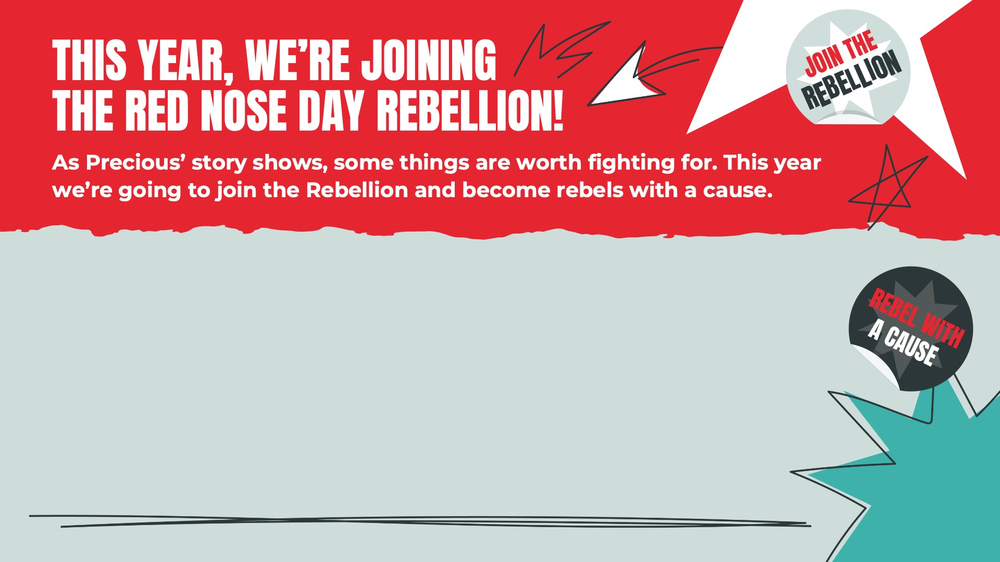 THIS YEAR, WE’RE JOINING
THE RED NOSE DAY REBELLION!
JOIN THE
REBELLION
As Precious’ story shows, some things are worth fighting for. This year
we’re going to join the Rebellion and become rebels with a cause.
REBEL WITH
A CAUSE